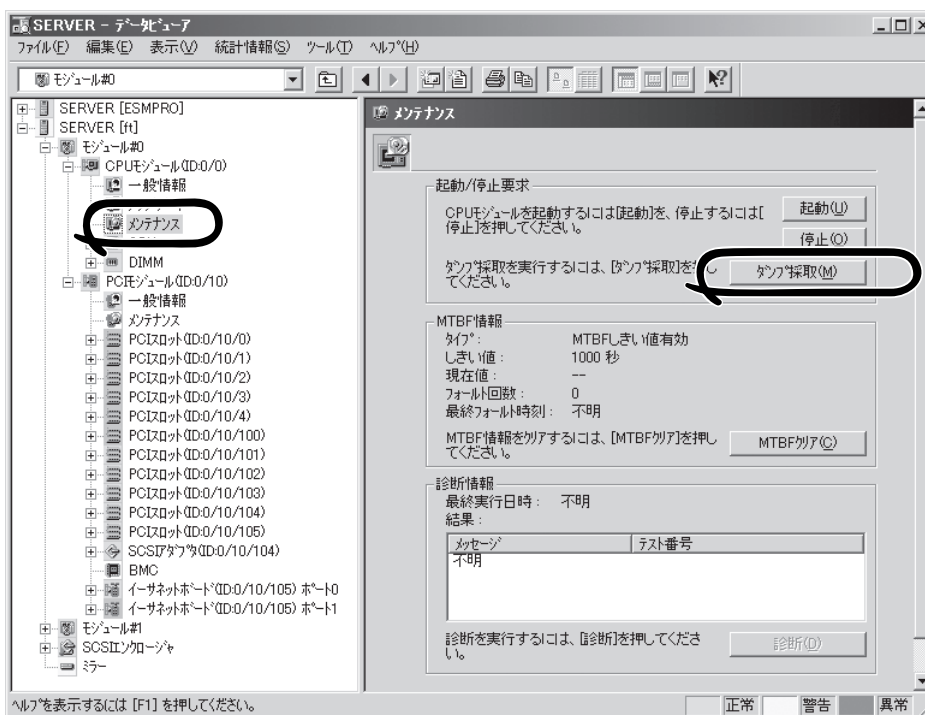 SERVER - データビューア
ファイル(F) 編集(E) 表示(V) 統計情報(S) ツール(T) ヘルプ(H)
モジュール#0
SERVER [ESMPRO]
SERVER [ft]
モジュール#0
CPUモジュール(ID:0/0)
一般情報
メンテナンス
DIMM
PCIモジュール(ID:0/10)
一般情報
メンテナンス
PCIスロット(ID:0/10/0)
PCIスロット(ID:0/10/1)
PCIスロット(ID:0/10/2)
PCIスロット(ID:0/10/3)
PCIスロット(ID:0/10/4)
PCIスロット(ID:0/10/100)
PCIスロット(ID:0/10/101)
PCIスロット(ID:0/10/102)
PCIスロット(ID:0/10/103)
PCIスロット(ID:0/10/104)
PCIスロット(ID:0/10/105)
SCSIアダプタ(ID:0/10/104)
BMC
イーサネットボード(ID:0/10/105) ポート0
イーサネットボード(ID:0/10/105) ポート1
モジュール#1
SCSIエンクロージャ
ミラー
メンテナンス
起動/停止要求
CPUモジュールを起動するには[起動]を、停止するには[
停止]を押してください。
起動(U)
停止(O)
ダンプ採取を実行するには、[ダンプ採取]を押し
てください。
ダンプ採取(M)
MTBF情報
タイプ: MTBFしきい値有効
しきい値: 1000 秒
現在値: --
フォールト回数: 0
最終フォールト時刻: 不明
MTBF情報をクリアするには、[MTBFクリア]を押し
てください。
MTBFクリア(C)
診断情報
最終実行日時: 不明
結果:
メッセージ テスト番号
不明
診断を実行するには、[診断]を押してくださ
い。
診断(D)
ヘルプを表示するには [F1] を押してください。 正常 警告 異常